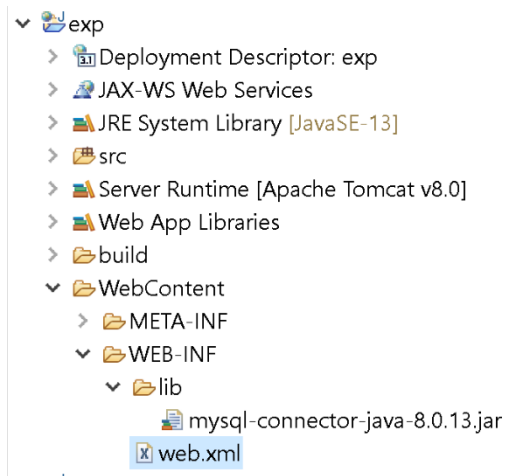 exp
Deployment Descriptor: exp
JAX-WS Web Services
JRE System Library [JavaSE-13]
src
Server Runtime [Apache Tomcat v8.0]
Web App Libraries
build
WebContent
META-INF
WEB-INF
lib
mysql-connector-java-8.0.13.jar
web.xml